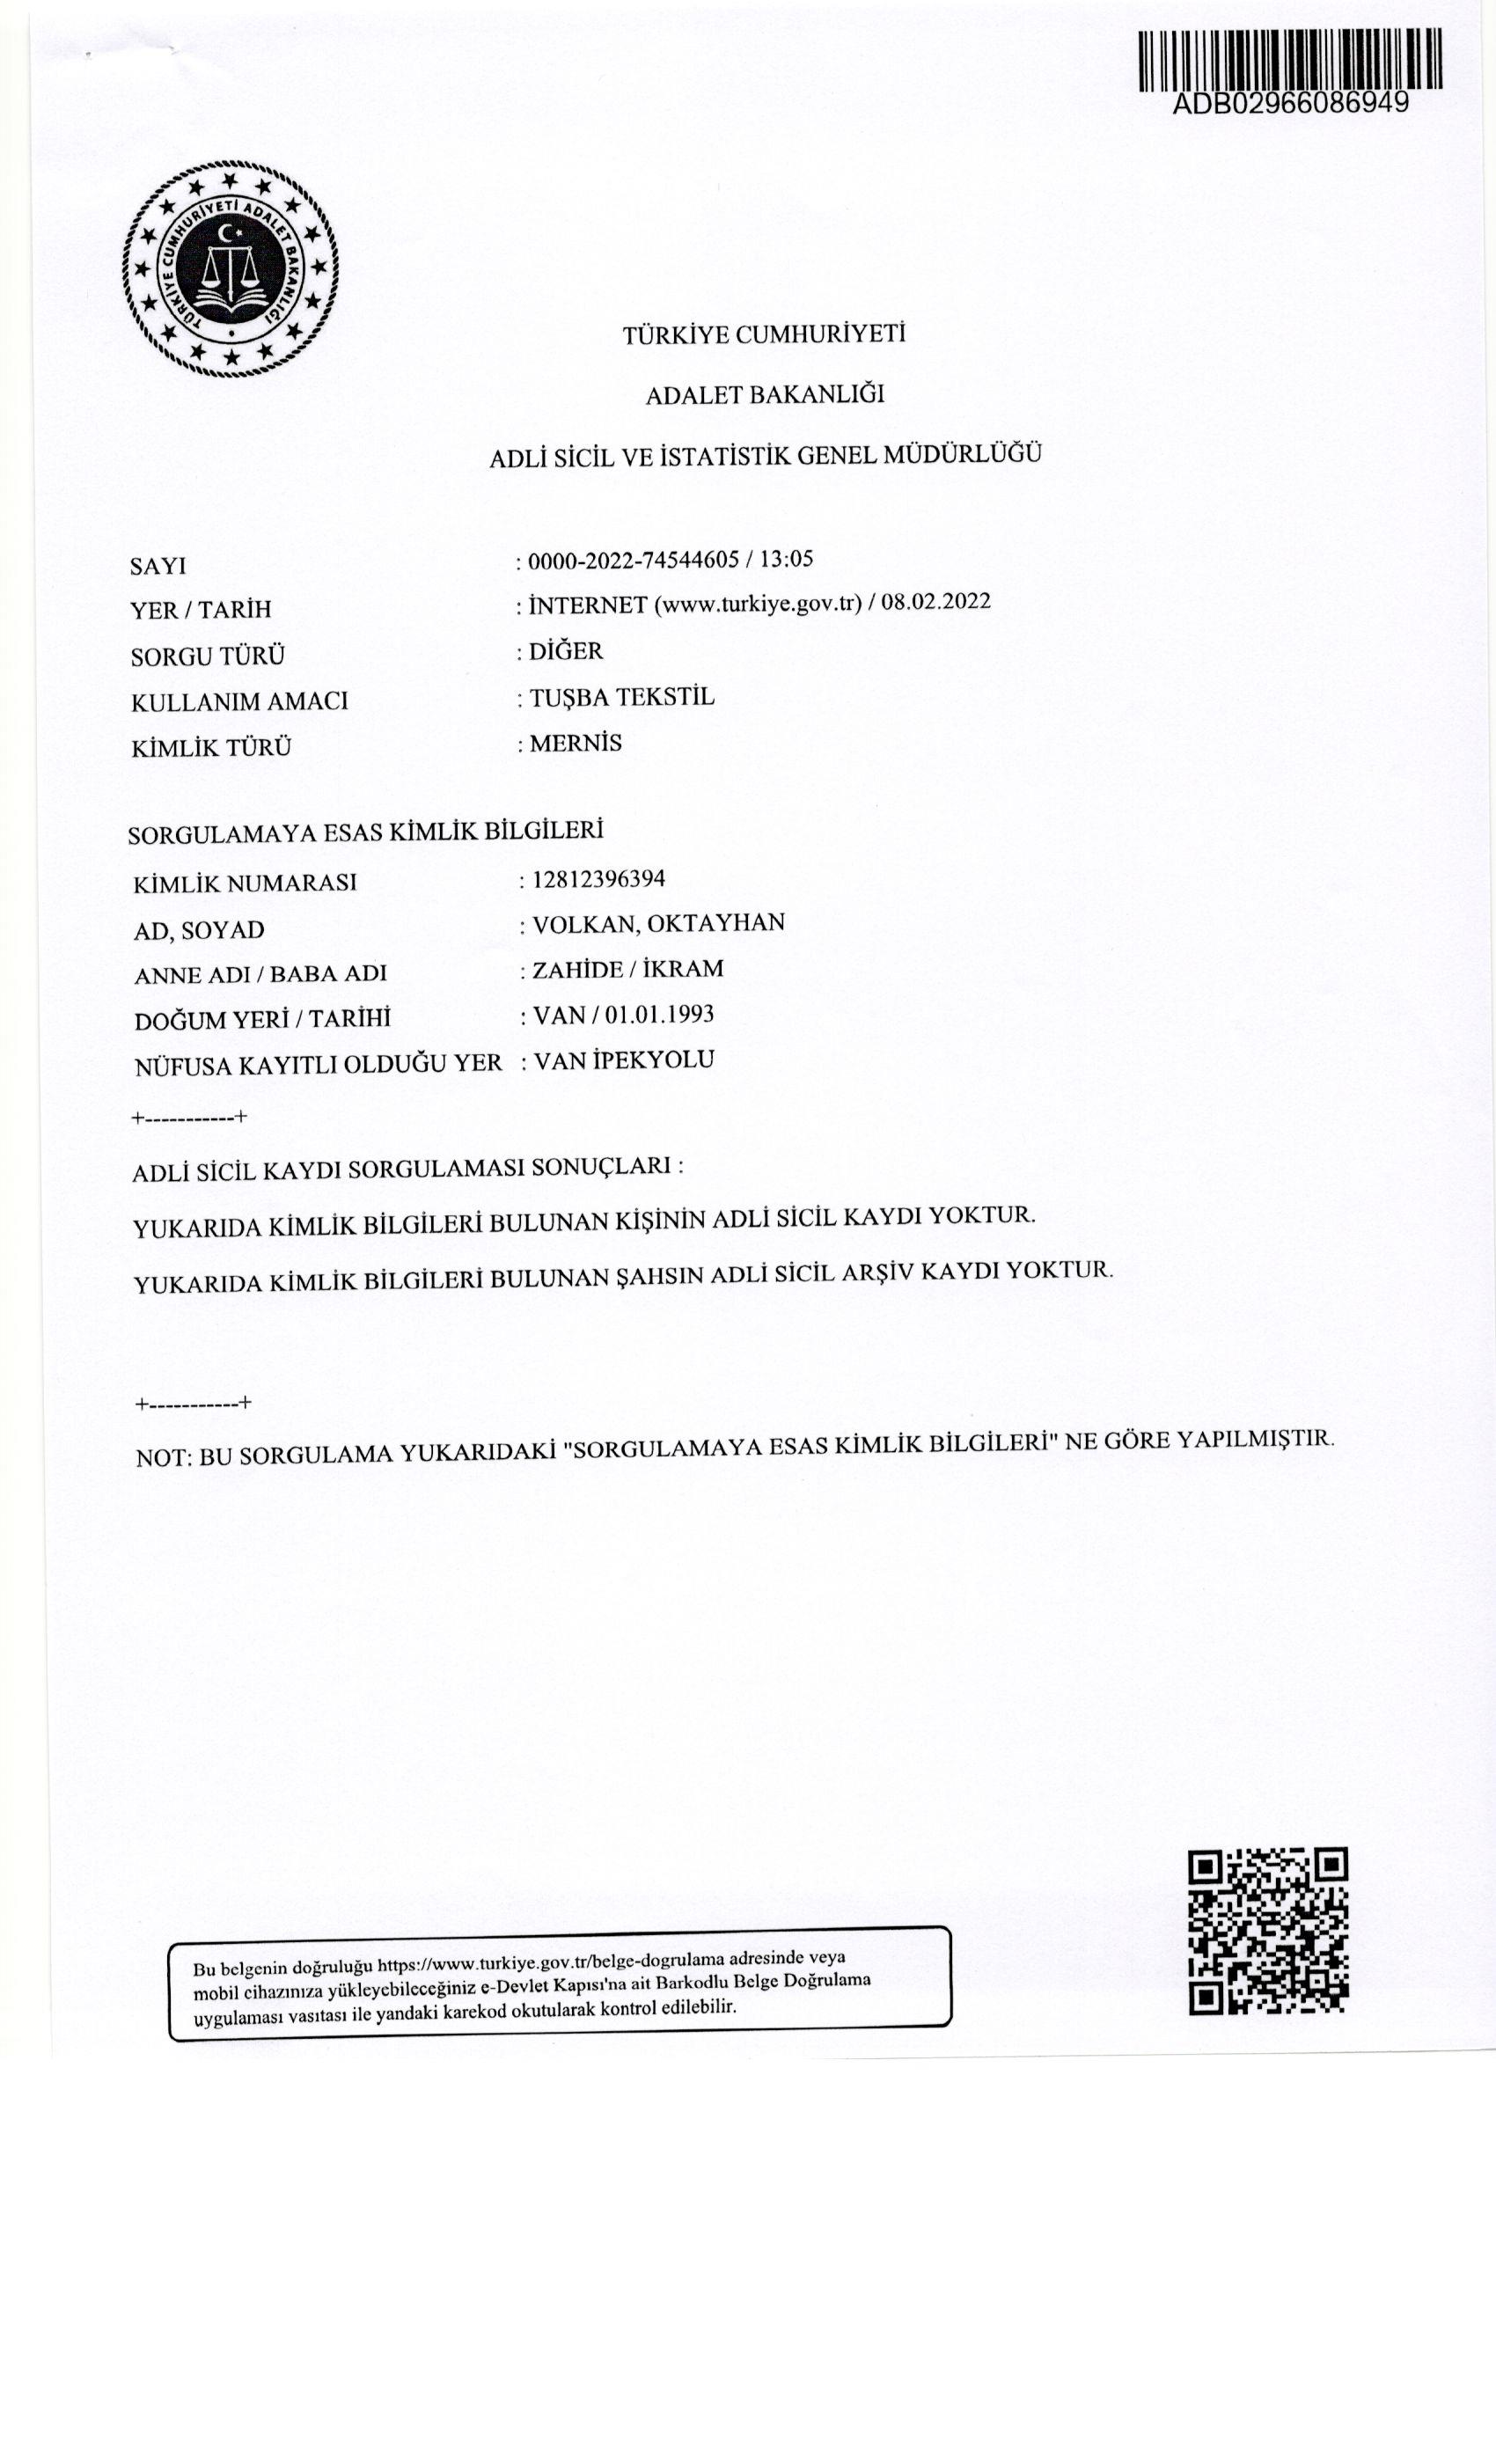 ADB02966086949
TÜRKİYE CUMHURİYETİ ADALET BAKANLIĞI
TÜRKİYE CUMHURİYETİ
ADALET BAKANLIĞI
ADLİ SİCİL VE İSTATİSTİK GENEL MÜDÜRLÜĞÜ
SAYI : 0000-2022-74544605 / 13:05
YER / TARİH : İNTERNET (www.turkiye.gov.tr) / 08.02.2022
SORGU TÜRÜ : DİĞER
KULLANIM AMACI : TUŞBA TEKSTİL
KİMLİK TÜRÜ : MERNİS
SORGULAMAYA ESAS KİMLİK BİLGİLERİ
KİMLİK NUMARASI : 12812396394
AD, SOYAD : VOLKAN, OKTAYHAN
ANNE ADI / BABA ADI : ZAHİDE / İKRAM
DOĞUM YERİ / TARİHİ : VAN / 01.01.1993
NÜFUSA KAYITLI OLDUĞU YER : VAN İPEKYOLU
+-----------+
ADLİ SİCİL KAYDI SORGULAMASI SONUÇLARI :
YUKARIDA KİMLİK BİLGİLERİ BULUNAN KİŞİNİN ADLİ SİCİL KAYDI YOKTUR.
YUKARIDA KİMLİK BİLGİLERİ BULUNAN ŞAHSIN ADLİ SİCİL ARŞİV KAYDI YOKTUR.
+-----------+
NOT: BU SORGULAMA YUKARIDAKİ "SORGULAMAYA ESAS KİMLİK BİLGİLERİ" NE GÖRE YAPILMIŞTIR.
Bu belgenin doğruluğu https://www.turkiye.gov.tr/belge-dogrulama adresinde veya
mobil cihazınıza yükleyebileceğiniz e-Devlet Kapısı'na ait Barkodlu Belge Doğrulama
uygulaması vasıtası ile yandaki karekod okutularak kontrol edilebilir.